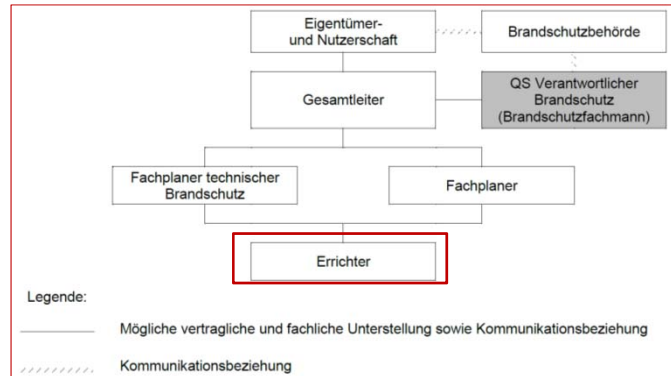 Eigentümer-
und Nutzerschaft
Brandschutzbehörde
Gesamtleiter
QS Verantwortlicher
Brandschutz
(Brandschutzfachmann)
Fachplaner technischer
Brandschutz
Fachplaner
Errichter
Legende:
Mögliche vertragliche und fachliche Unterstellung sowie Kommunikationsbeziehung
Kommunikationsbeziehung